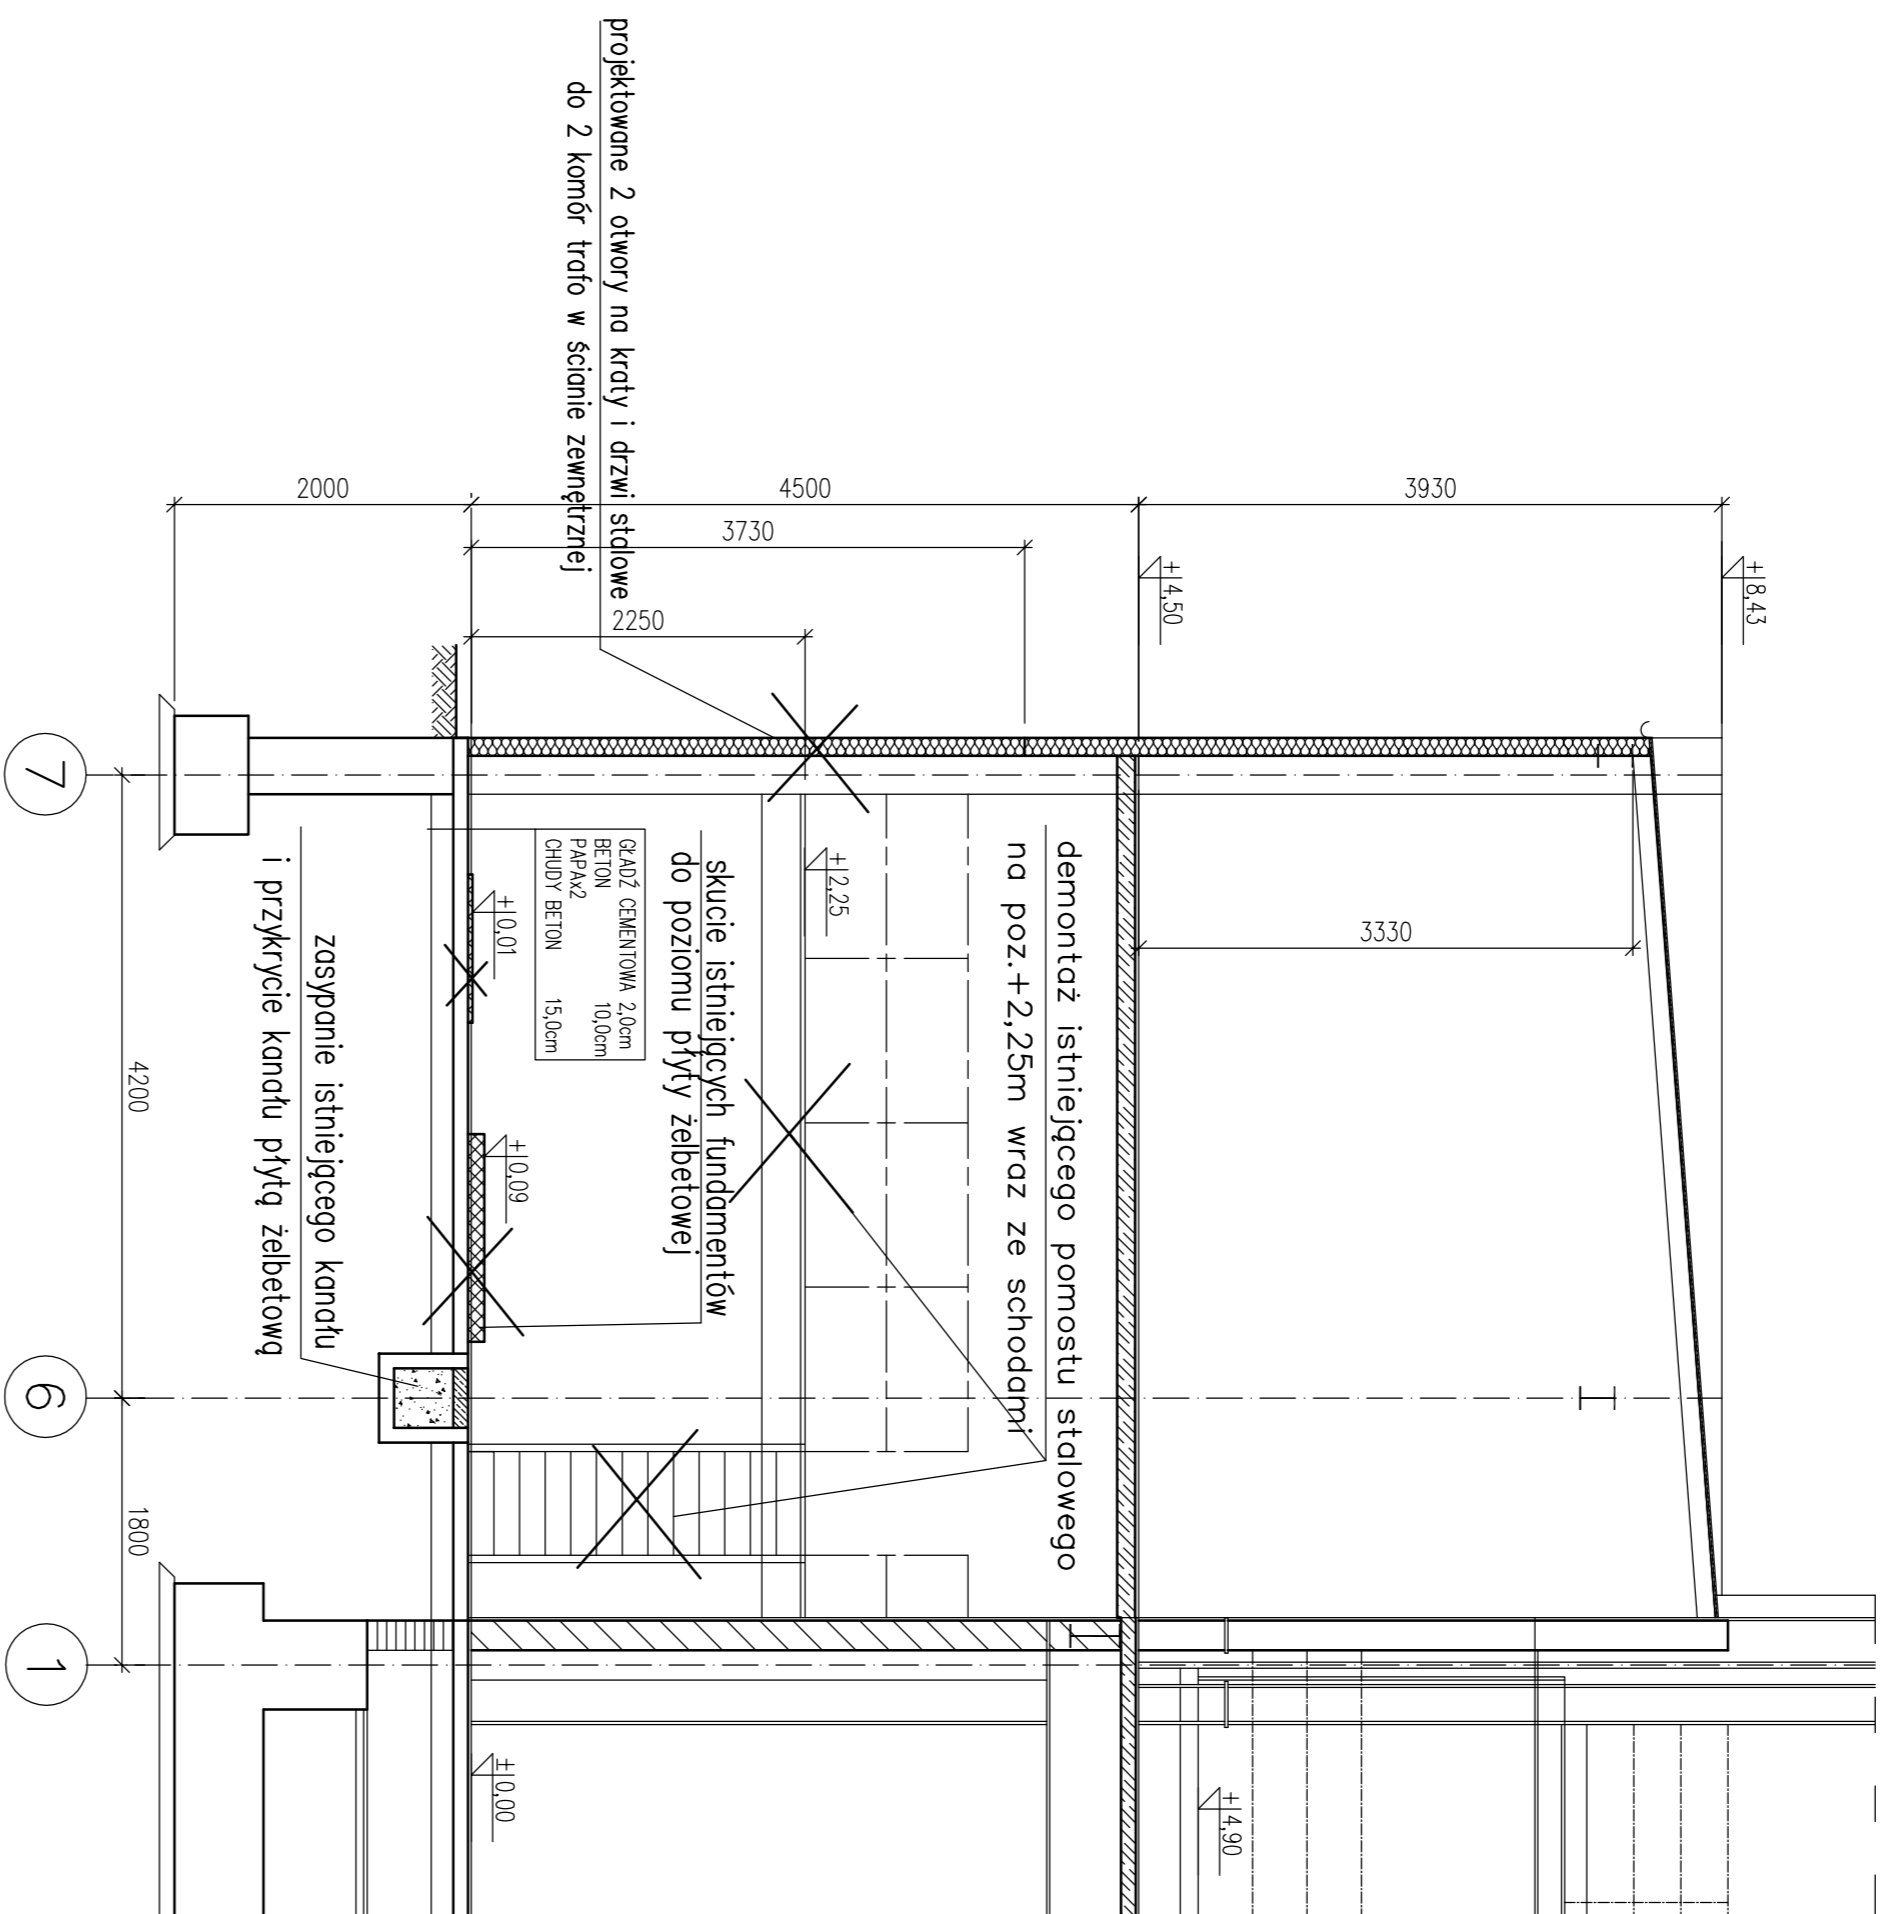 projektowane 2 otwory na kraty i drzwi stalowe
do 2 komór trafo w ścianie zewnętrznej
2000
4500
3930
3730
2250
+8,43
+4,50
demontaż istniejącego pomostu stalowego
na poz.+2,25m wraz ze schodami
3330
+2,25
skucie istniejących fundamentów
do poziomu płyty żelbetowej
GŁADŹ CEMENTOWA 2,0cm
BETON 10,0cm
PAPAx2
CHUDY BETON 15,0cm
+0,01
+0,09
zasypanie istniejącego kanału
i przykrycie kanału płytą żelbetową
4200
1800
±0,00
+4,90
7
6
1